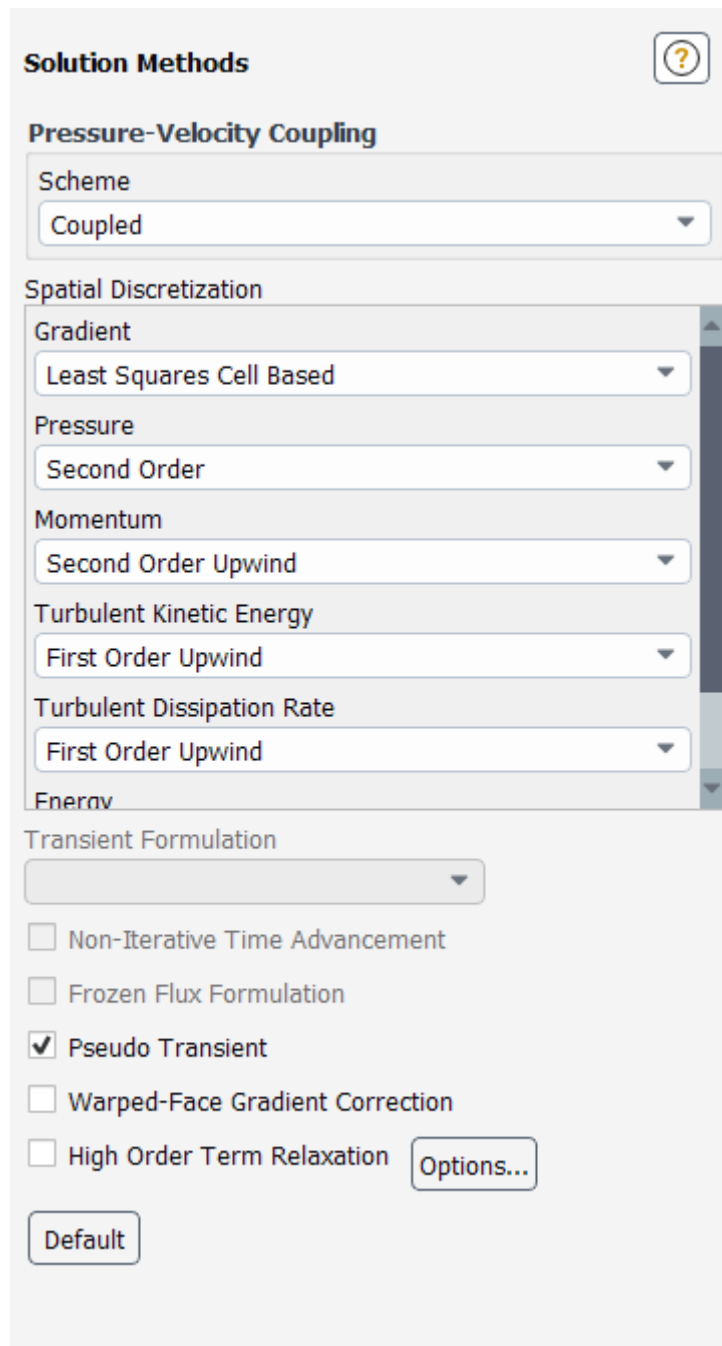 Solution Methods
?
Pressure-Velocity Coupling
Scheme
Coupled
Spatial Discretization
Gradient
Least Squares Cell Based
Pressure
Second Order
Momentum
Second Order Upwind
Turbulent Kinetic Energy
First Order Upwind
Turbulent Dissipation Rate
First Order Upwind
Energy
Transient Formulation
Non-Iterative Time Advancement
Frozen Flux Formulation
Pseudo Transient
Warped-Face Gradient Correction
High Order Term Relaxation Options...
Default